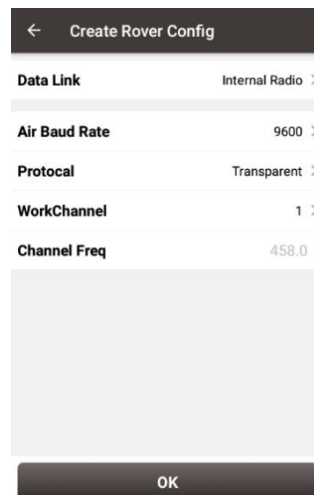 ← Create Rover Config
Data Link Internal Radio >
Air Baud Rate 9600 >
Protocal Transparent >
WorkChannel 1 >
Channel Freq 458.0
OK